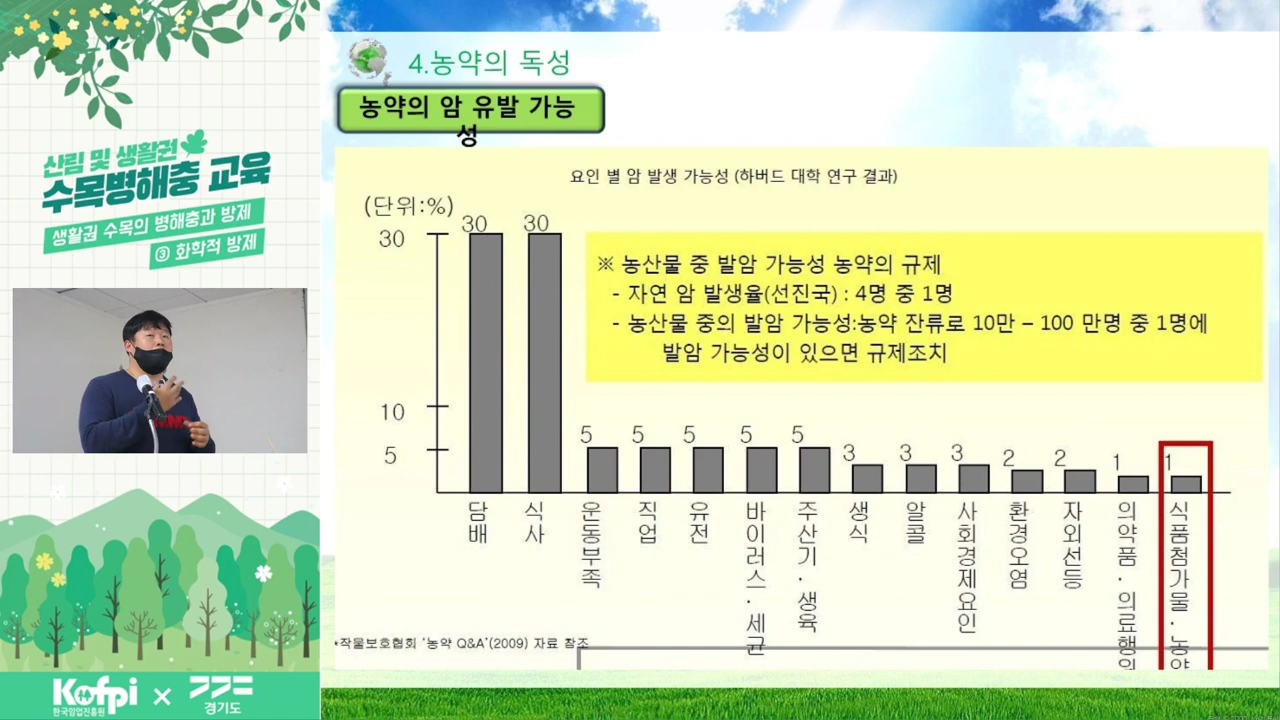 산림 및 생활권
수목병해충 교육
생활권 수목의 병해충과 방제
③ 화학적 방제
Kofpi
한국임업진흥원
×
경기도
4.농약의 독성
농약의 암 유발 가능
성
요인 별 암 발생 가능성 (하버드 대학 연구 결과)
(단위:%)
30
10
5
30
30
5
5
5
5
5
3
3
3
2
2
1
1
※ 농산물 중 발암 가능성 농약의 규제
- 자연 암 발생율(선진국) : 4명 중 1명
- 농산물 중의 발암 가능성:농약 잔류로 10만 – 100 만명 중 1명에
발암 가능성이 있으면 규제조치
담배
식사
운동부족
직업
유전
바이러스·세균
주산기·생육
생식
알콜
사회경제요인
환경오염
자외선등
의약품·의료행의
식품첨가물·농약
*작물보호협회 '농약 Q&A'(2009) 자료 참조